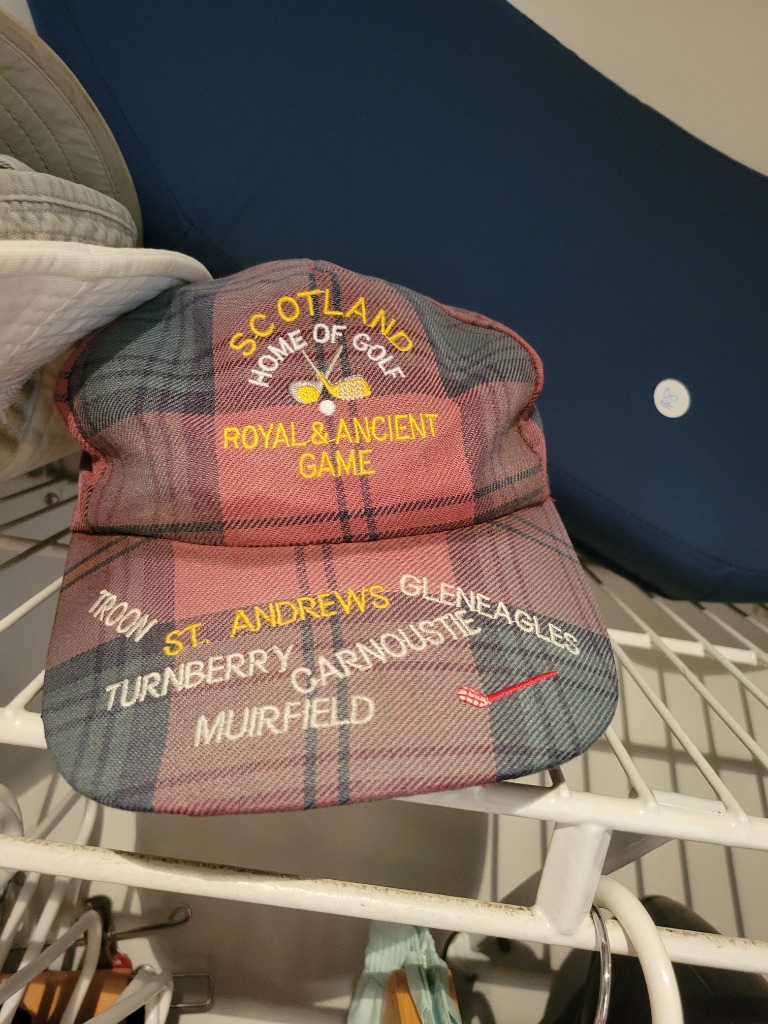 SCOTLAND
HOME OF GOLF
ROYAL & ANCIENT
GAME
TROON
ST. ANDREWS
GLENEAGLES
TURNBERRY
CARNOUSTIE
MUIRFIELD